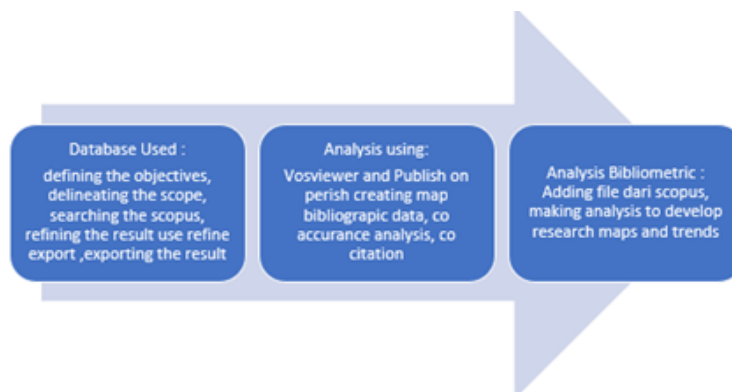 Database Used :
defining the objectives,
delineating the scope,
searching the scopus,
refining the result use refine
export ,exporting the result
Analysis using:
Vosviewer and Publish on
perish creating map
bibliograpic data, co
accurance analysis, co
citation
Analysis Bibliometric :
Adding file dari scopus,
making analysis to develop
research maps and trends